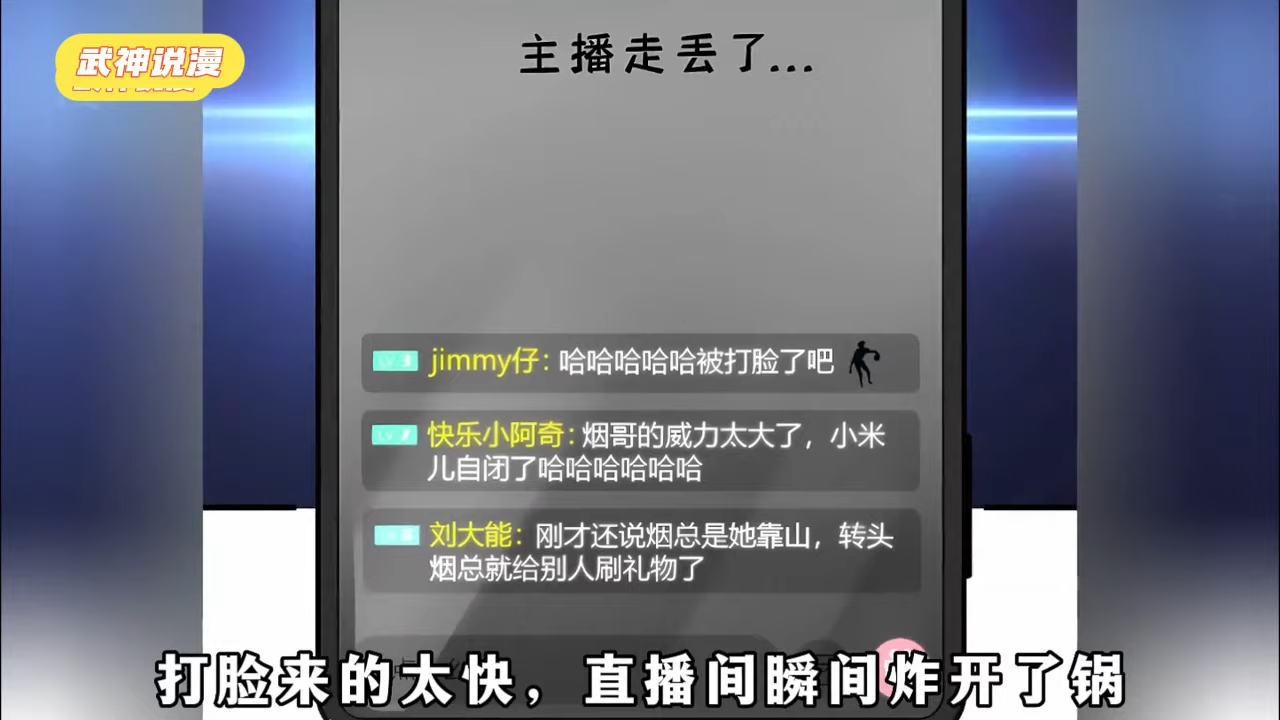 武神说漫
主播走丢了...
LV 3 jimmy仔：哈哈哈哈哈被打脸了吧
LV 7 快乐小阿奇：烟哥的威力太大了，小米
儿自闭了哈哈哈哈哈哈
刘大能：刚才还说烟总是她靠山，转头
烟总就给别人刷礼物了
打脸来的太快，直播间瞬间炸开了锅